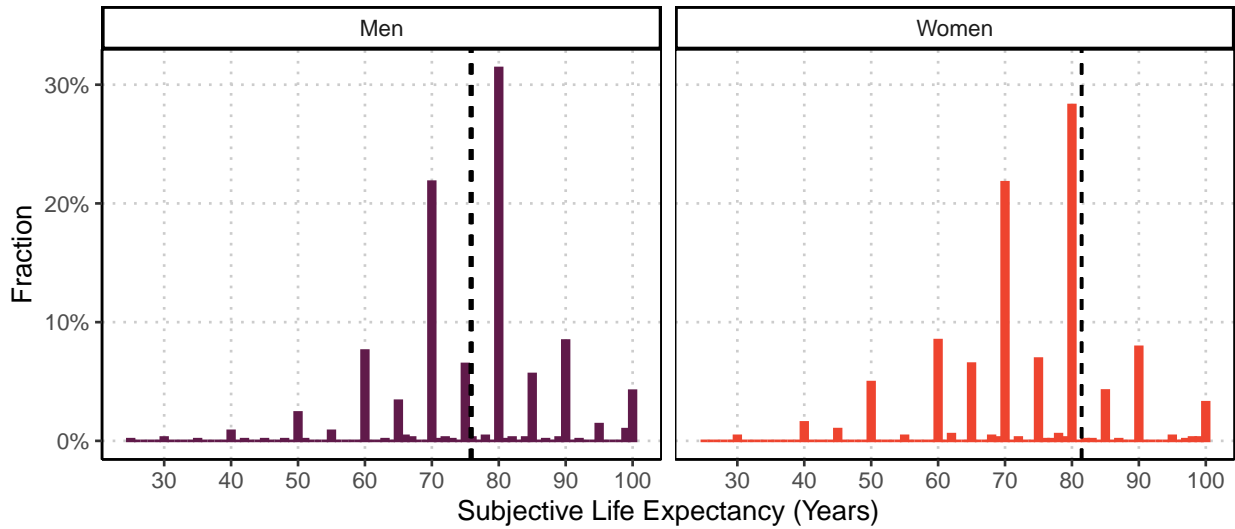 Men Women
30%
20%
10%
0%
Fraction
30 40 50 60 70 80 90 100 30 40 50 60 70 80 90 100
Subjective Life Expectancy (Years)